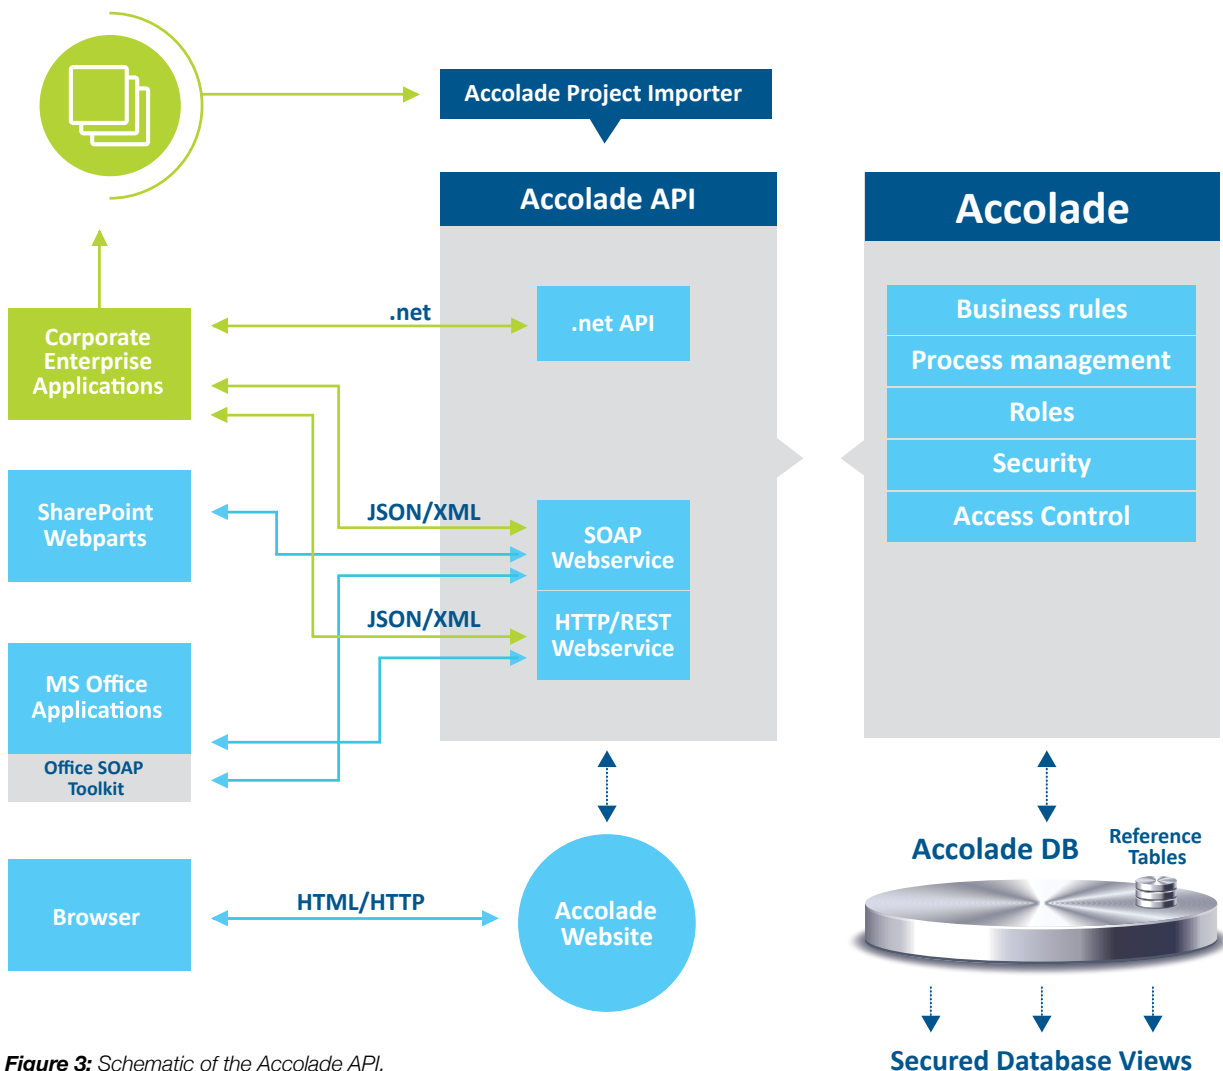 Accolade Project Importer
Accolade API
Accolade
.net
.net API
Corporate
Enterprise
Applications
Business rules
Process management
Roles
Security
Access Control
SharePoint
Webparts
JSON/XML
SOAP
Webservice
JSON/XML
HTTP/REST
Webservice
MS Office
Applications
Office SOAP
Toolkit
Browser
HTML/HTTP
Accolade
Website
Accolade DB
Reference
Tables
Secured Database Views
Figure 3: Schematic of the Accolade API.